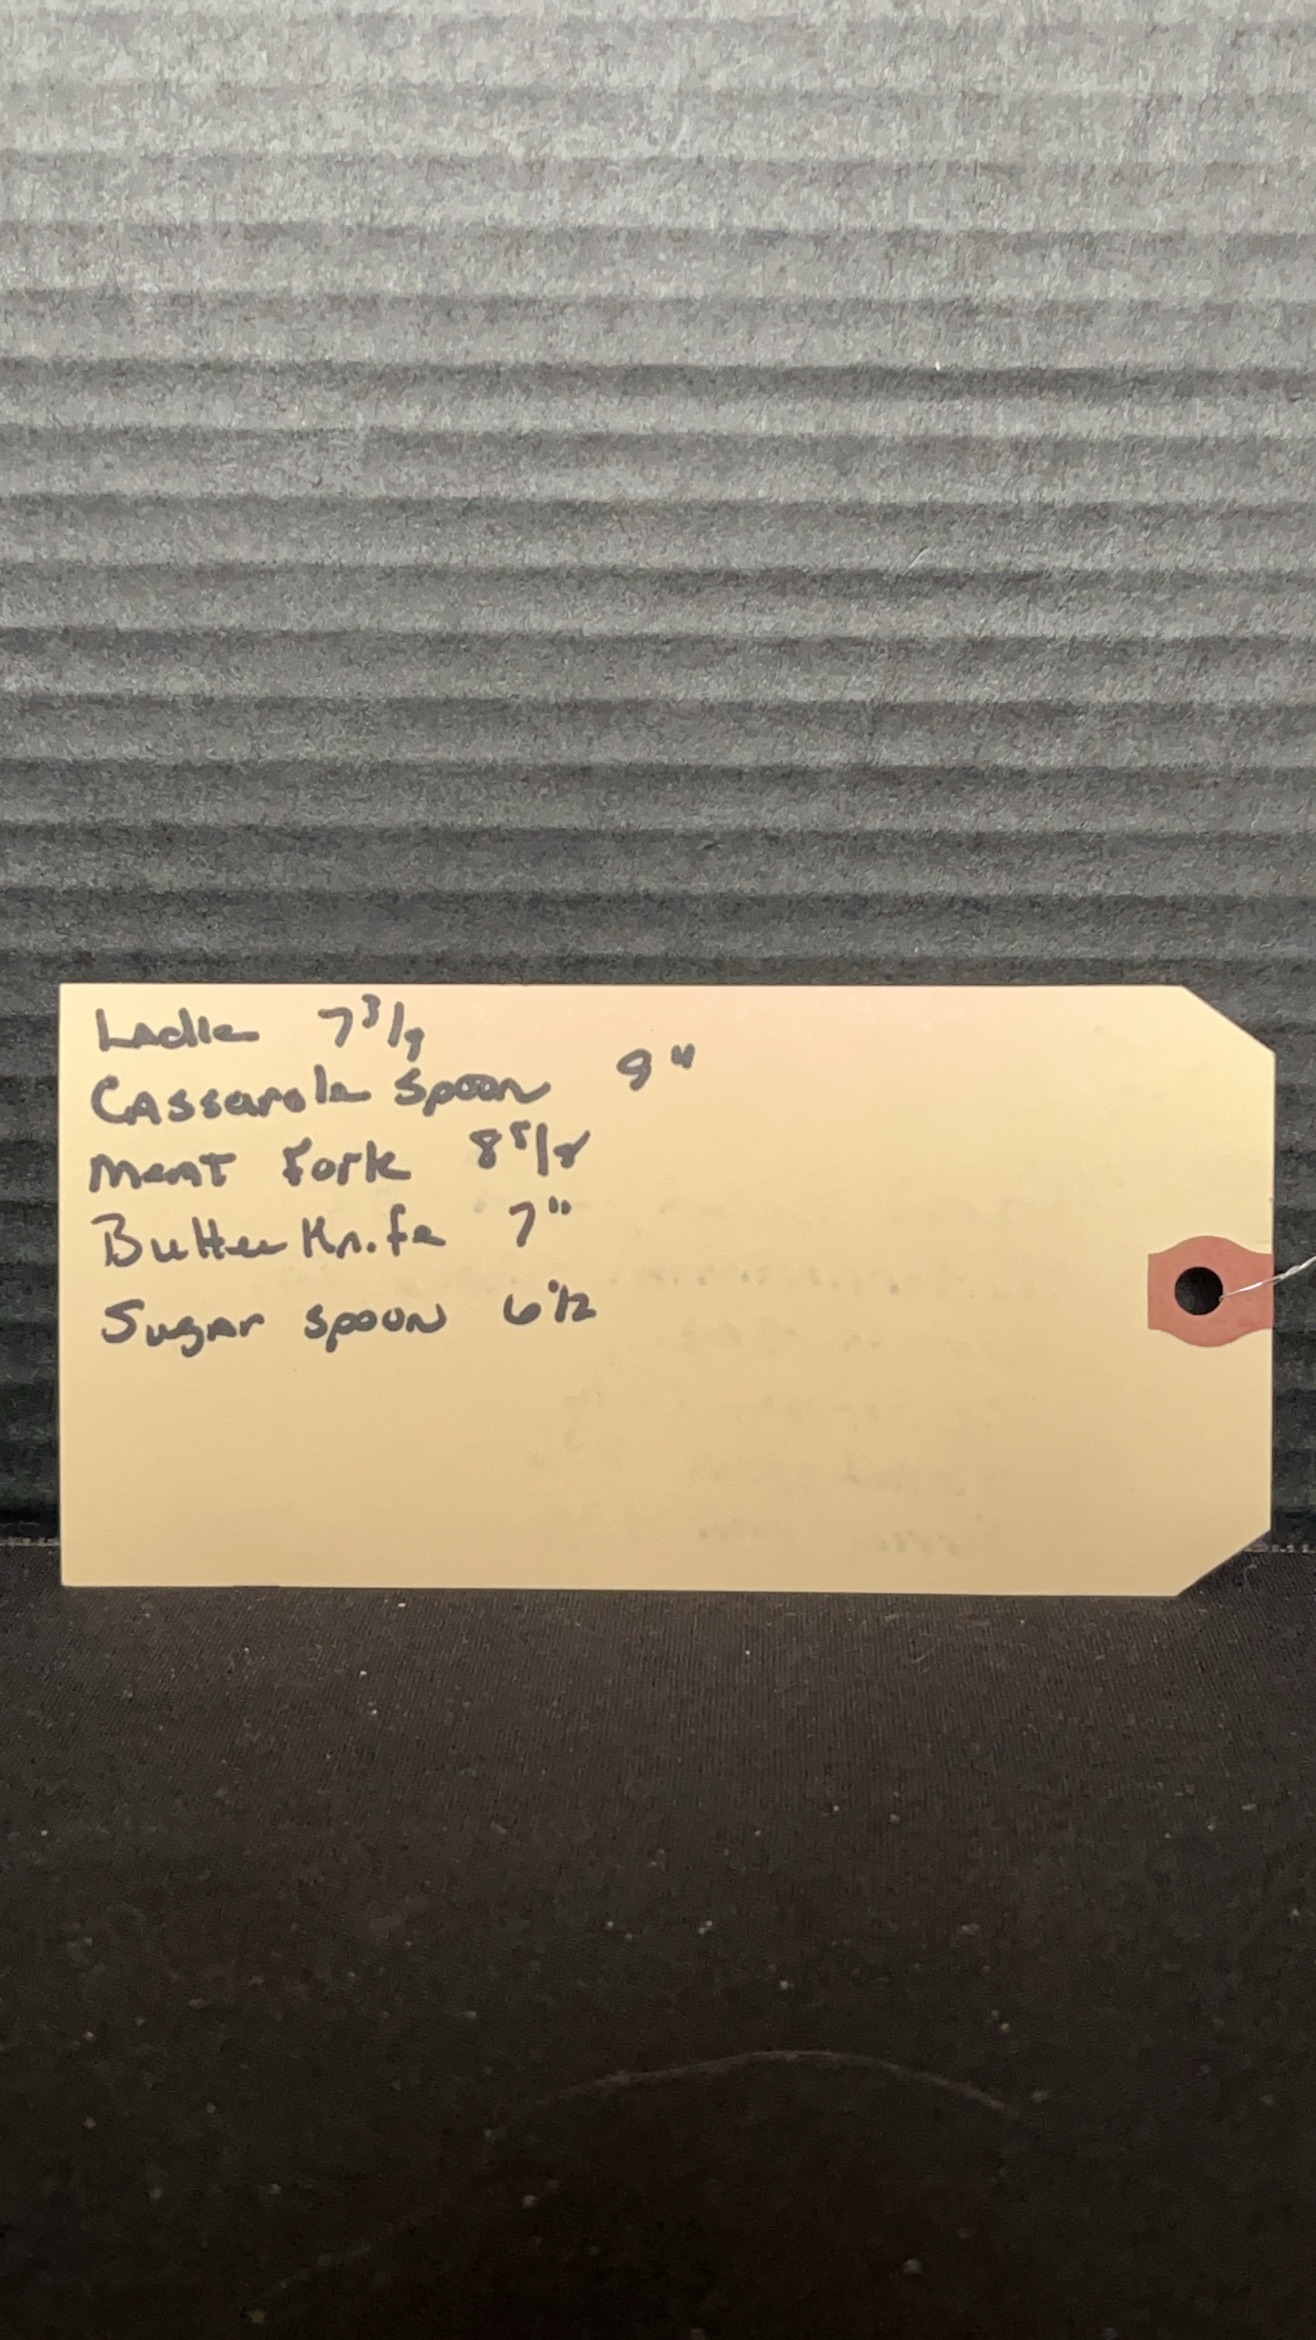 Ladle 7 3/4
Casserole Spoon 9"
Meat Fork 8 5/8
Butter Knife 7"
Sugar spoon 6 1/2